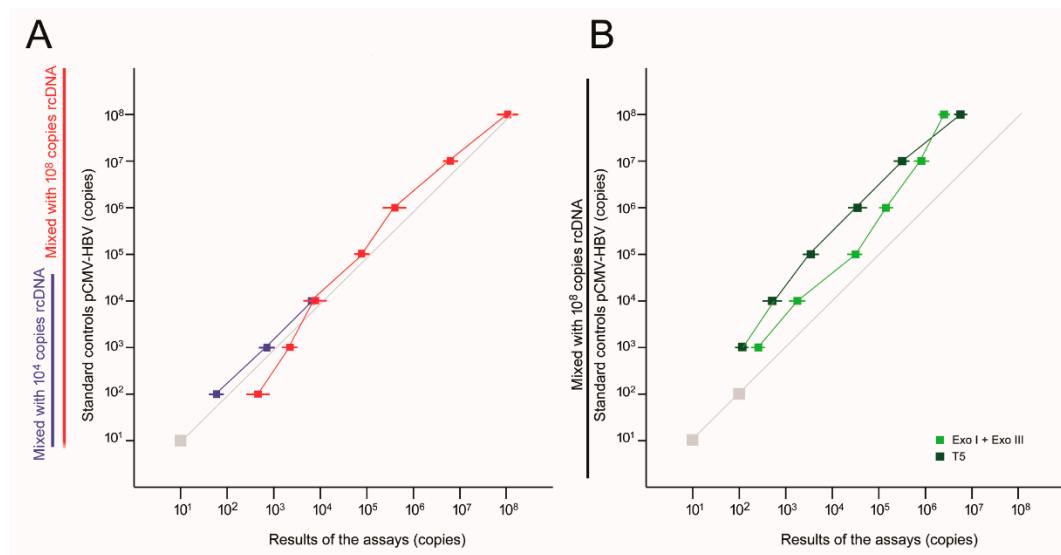 A
Mixed with 10⁸ copies rcDNA
Mixed with 10⁴ copies rcDNA
Standard controls pCMV-HBV (copies)
10⁸
10⁷
10⁶
10⁵
10⁴
10³
10²
10¹
10¹ 10² 10³ 10⁴ 10⁵ 10⁶ 10⁷ 10⁸
Results of the assays (copies)
B
Mixed with 10⁸ copies rcDNA
Standard controls pCMV-HBV (copies)
10⁸
10⁷
10⁶
10⁵
10⁴
10³
10²
10¹
Exo I + Exo III
T5
10¹ 10² 10³ 10⁴ 10⁵ 10⁶ 10⁷ 10⁸
Results of the assays (copies)